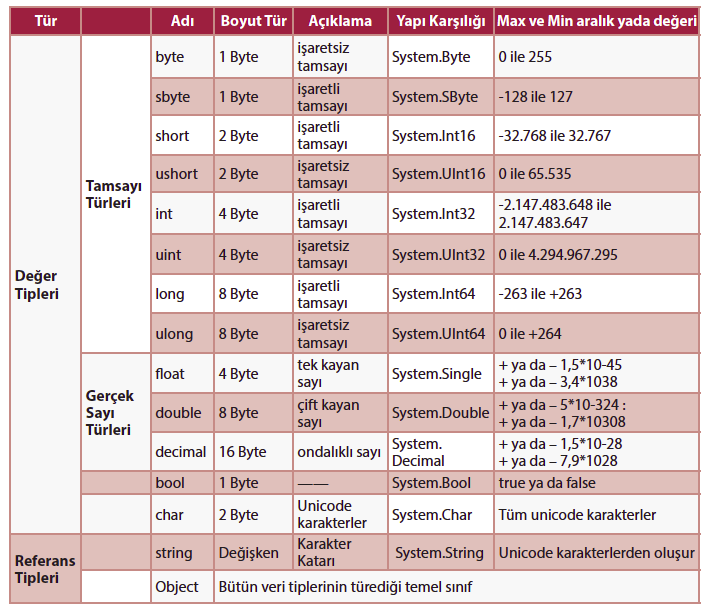 Tür Adı Boyut Tür Açıklama Yapı Karşılığı Max ve Min aralık yada değeri
Değer
Tipleri
Tamsayı
Türleri
byte 1 Byte işaretsiz
tamsayı System.Byte 0 ile 255
sbyte 1 Byte işaretli
tamsayı System.SByte -128 ile 127
short 2 Byte işaretli
tamsayı System.Int16 -32.768 ile 32.767
ushort 2 Byte işaretsiz
tamsayı System.UInt16 0 ile 65.535
int 4 Byte işaretli
tamsayı System.Int32 -2.147.483.648 ile
2.147.483.647
uint 4 Byte işaretsiz
tamsayı System.UInt32 0 ile 4.294.967.295
long 8 Byte işaretli
tamsayı System.Int64 -263 ile +263
ulong 8 Byte işaretsiz
tamsayı System.UInt64 0 ile +264
Gerçek
Sayı
Türleri
float 4 Byte tek kayan
sayı System.Single + ya da – 1,5*10-45
+ ya da – 3,4*1038
double 8 Byte çift kayan
sayı System.Double + ya da – 5*10-324 :
+ ya da – 1,7*10308
decimal 16 Byte ondalıklı sayı System.
Decimal + ya da – 1,5*10-28
+ ya da – 7,9*1028
bool 1 Byte —— System.Bool true ya da false
char 2 Byte Unicode
karakterler System.Char Tüm unicode karakterler
Referans
Tipleri
string Değişken Karakter
Katarı System.String Unicode karakterlerden oluşur
Object Bütün veri tiplerinin türediği temel sınıf